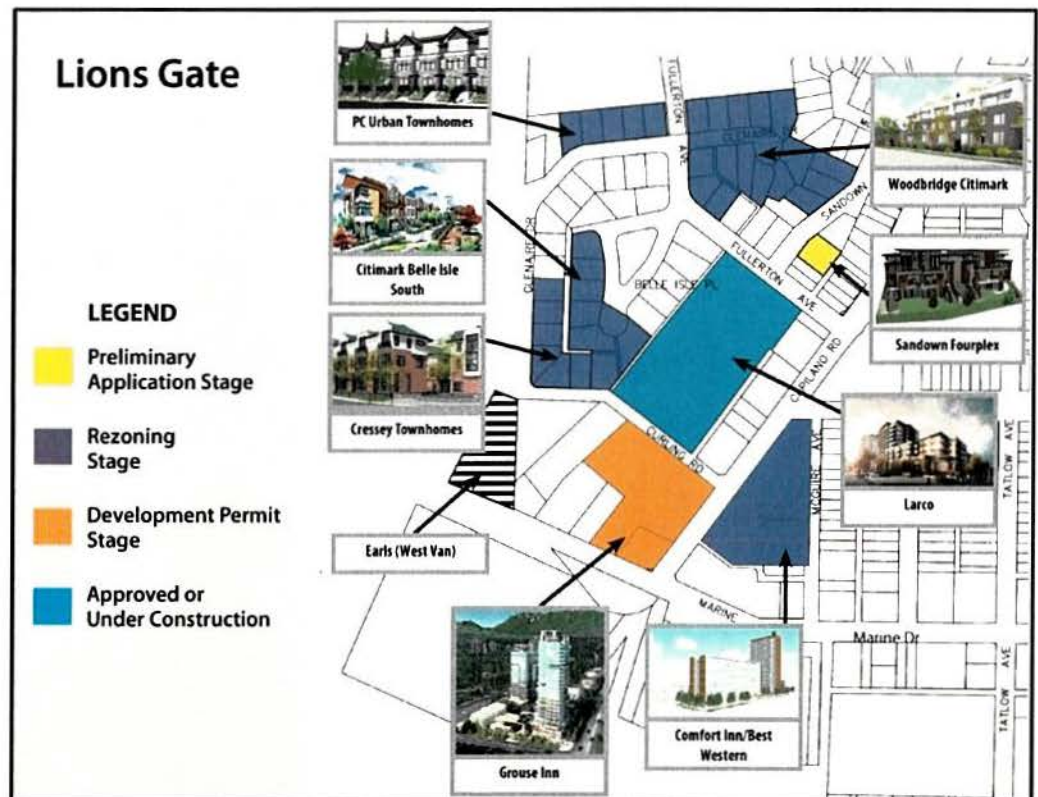 Lions Gate
LEGEND
Preliminary
Application Stage
Rezoning
Stage
Development Permit
Stage
Approved or
Under Construction
PC Urban Townhomes
Citimark Belle Isle
South
Cressey Townhomes
Earls (West Van)
Grouse Inn
Comfort Inn/Best
Western
Larco
Sandown Fourplex
Woodbridge Citimark
FULLERTON
AVE
GLENAIRE DR
SANDOWN
GLENAIRE DR
BELLE ISLE PL
FULLERTON
AVE
CAPILANO RD
CURLING RD
MCGUIRE AVE
TATLOW AVE
MARINE
Marine Dr
TATLOW AVE